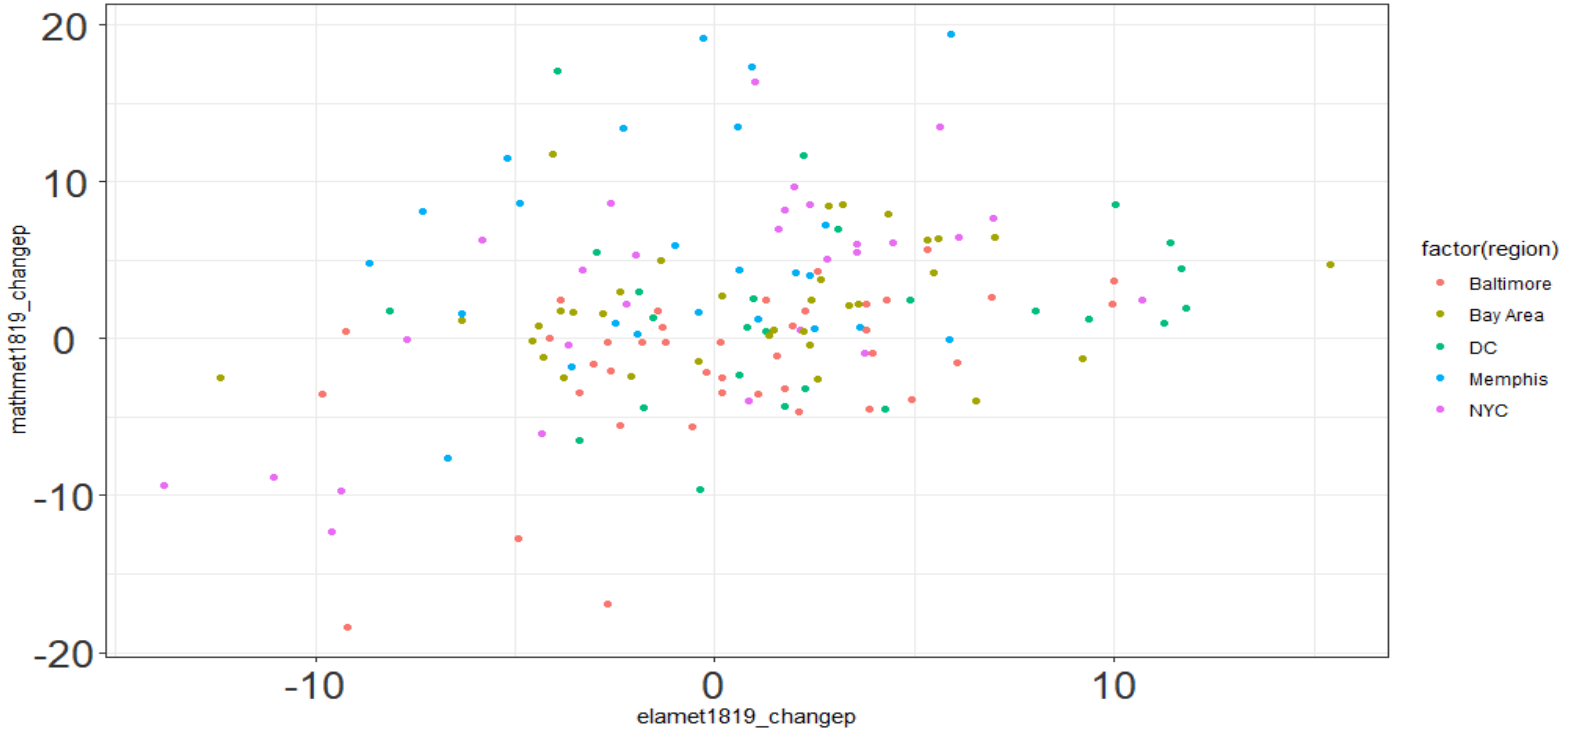 20
10
0
-10
-20
mathmet1819_changep
-10
0
10
elamet1819_changep
factor(region)
Baltimore
Bay Area
DC
Memphis
NYC